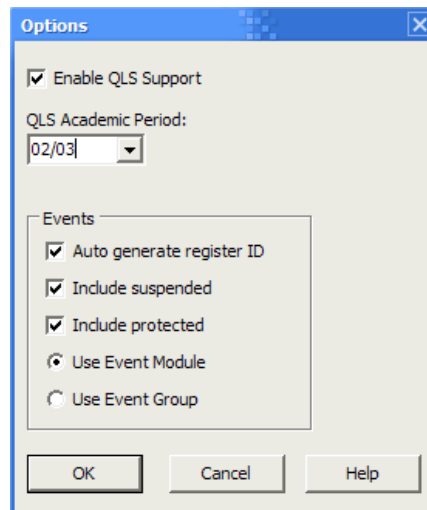 Options
Enable QLS Support
QLS Academic Period:
02/03
Events
Auto generate register ID
Include suspended
Include protected
Use Event Module
Use Event Group
OK Cancel Help